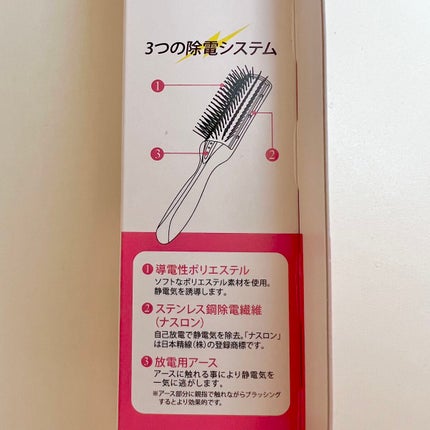 3つの除電システム
1
2
3
1 導電性ポリエステル
ソフトなポリエステル素材を使用。
静電気を誘導します。
2 ステンレス鋼除電繊維
（ナスロン）
自己放電で静電気を除去。「ナスロン」
は日本精線(株)の登録商標です。
3 放電用アース
アースに触れる事により静電気を
一気に逃がします。
※アース部分に親指で触れながらブラッシング
するとより効果的です。